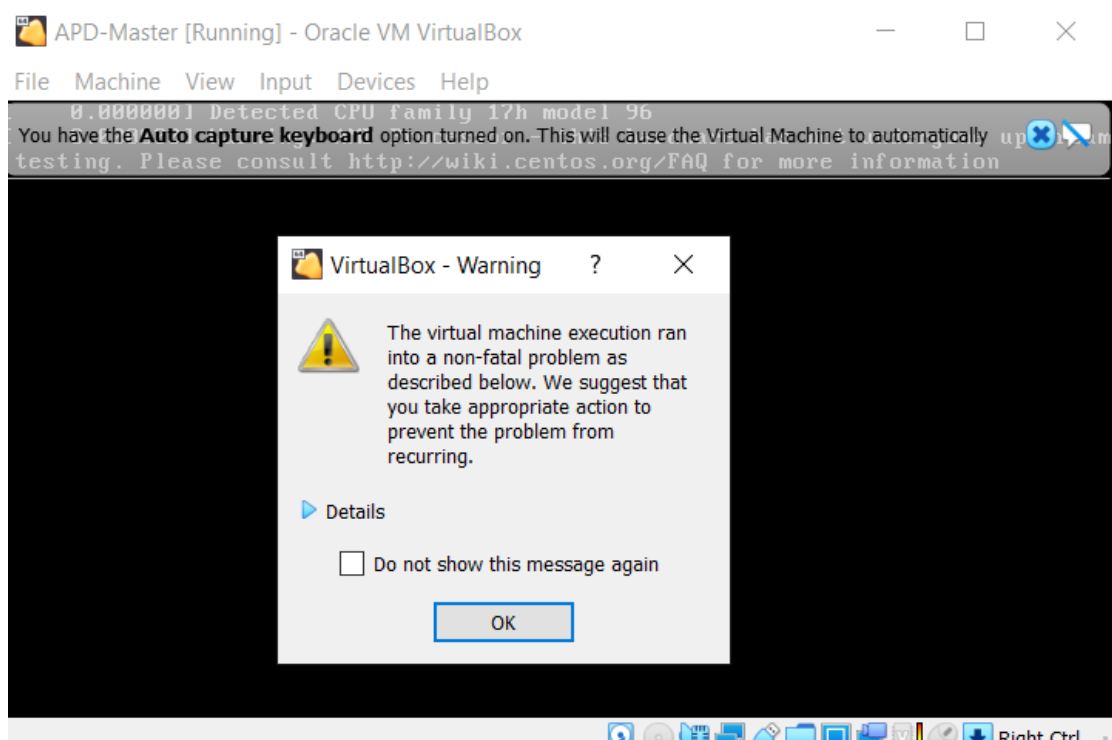 APD-Master [Running] - Oracle VM VirtualBox
File Machine View Input Devices Help
0.000000] Detected CPU family 17h model 96
You have the Auto capture keyboard option turned on. This will cause the Virtual Machine to automatically
testing. Please consult http://wiki.centos.org/FAQ for more information
VirtualBox - Warning ?
The virtual machine execution ran
into a non-fatal problem as
described below. We suggest that
you take appropriate action to
prevent the problem from
recurring.
Details
Do not show this message again
OK
Right Ctrl